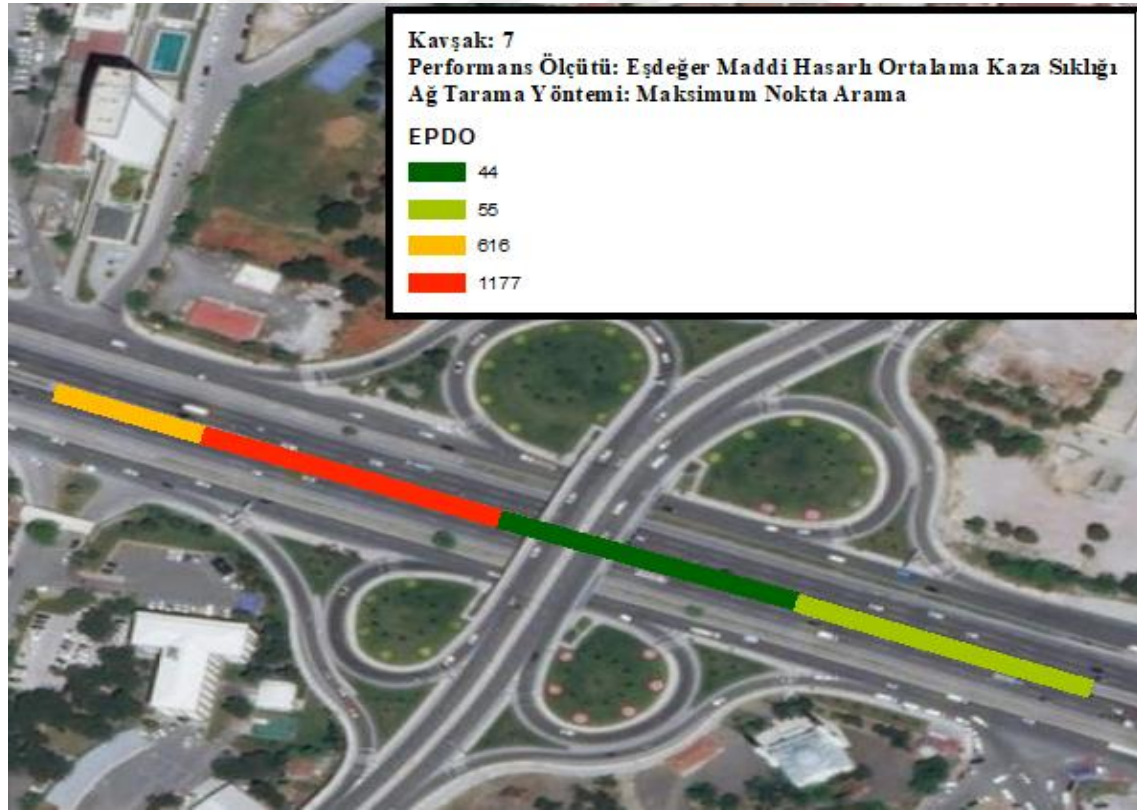 Kavşak: 7
Performans Ölçütü: Eşdeğer Maddi Hasarlı Ortalama Kaza Sıklığı
Ağ Tarama Yöntemi: Maksimum Nokta Arama
EPDO
44
55
616
1177